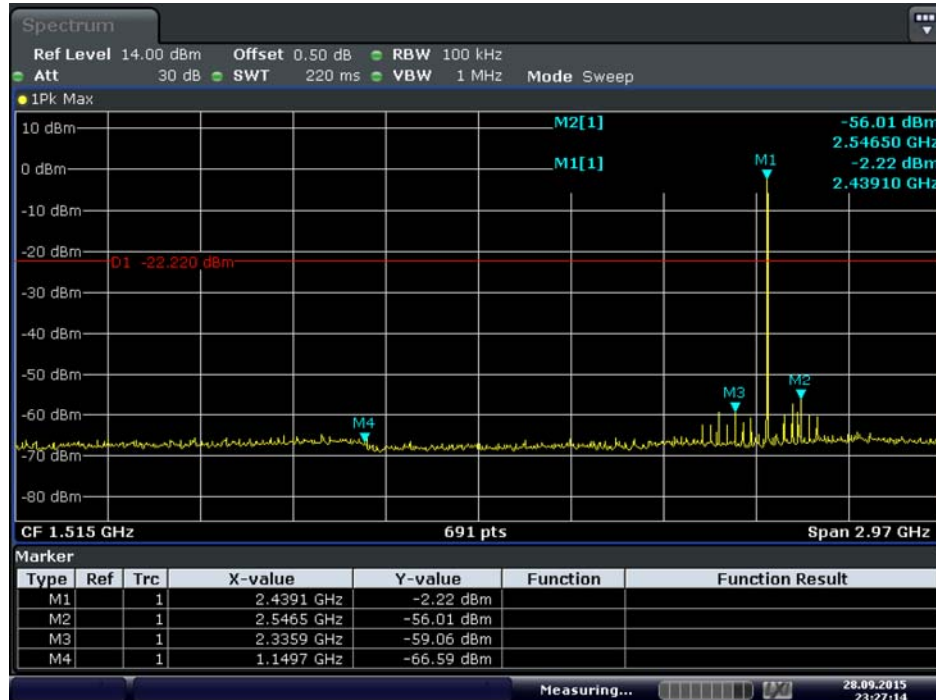 Spectrum
Ref Level 14.00 dBm Offset 0.50 dB RBW 100 kHz
Att 30 dB SWT 220 ms VBW 1 MHz Mode Sweep
1Pk Max
10 dBm
M2[1] -56.01 dBm
2.54650 GHz
0 dBm
M1[1] M1 -2.22 dBm
2.43910 GHz
-10 dBm
-20 dBm
D1 -22.220 dBm
-30 dBm
-40 dBm
-50 dBm
M3 M2
-60 dBm
M4
-70 dBm
-80 dBm
CF 1.515 GHz 691 pts Span 2.97 GHz
Marker
Type Ref Trc X-value Y-value Function Function Result
M1 1 2.4391 GHz -2.22 dBm
M2 1 2.5465 GHz -56.01 dBm
M3 1 2.3359 GHz -59.06 dBm
M4 1 1.1497 GHz -66.59 dBm
Measuring... 28.09.2015
23:27:14